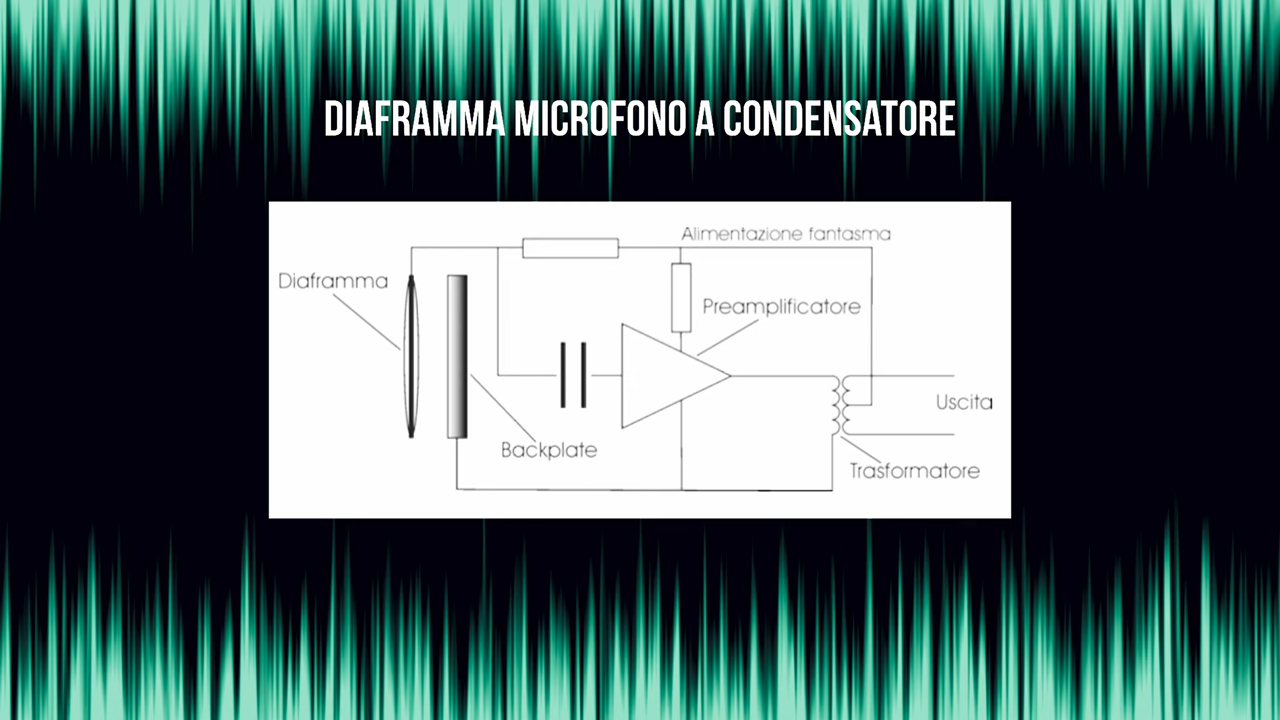 DIAFRAMMA MICROFONO A CONDENSATORE
Alimentazione fantasma
Diaframma
Preamplificatore
Uscita
Backplate
Trasformatore